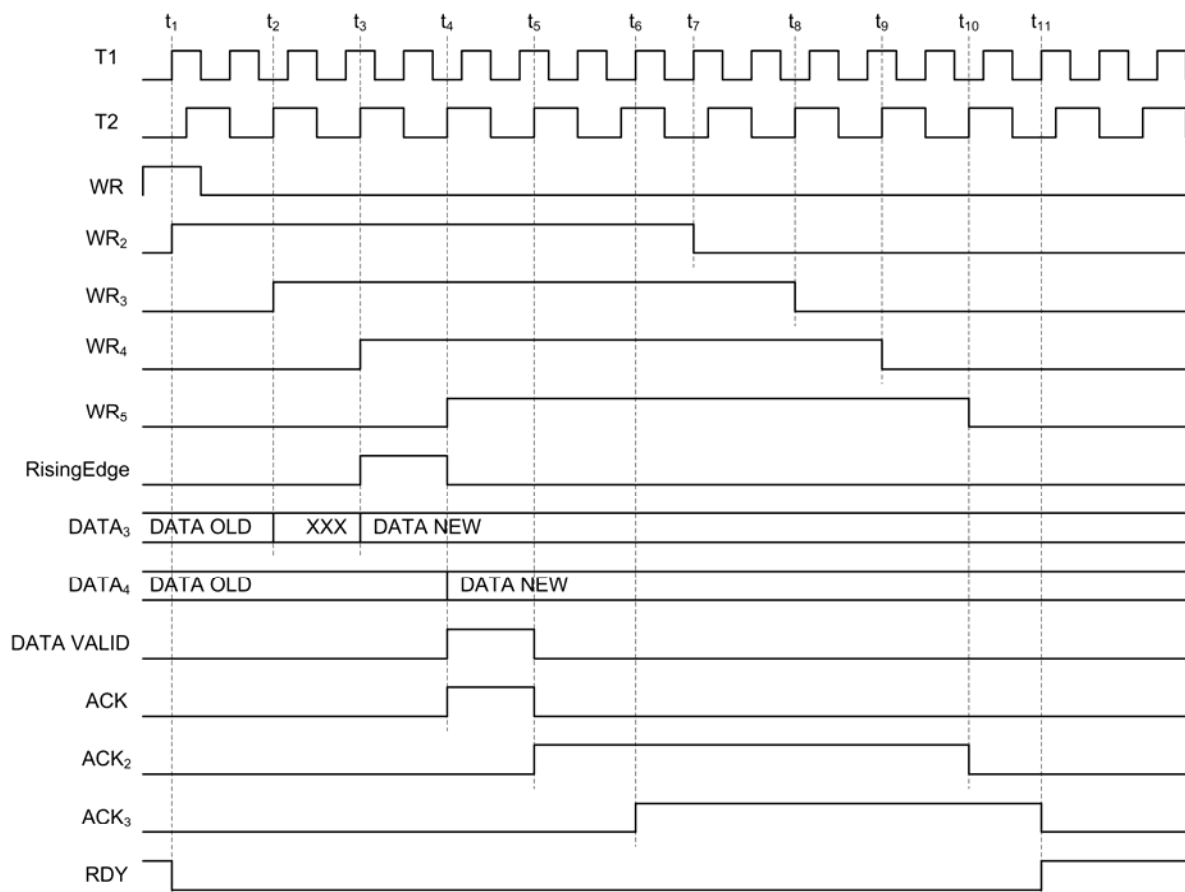 t₁ t₂ t₃ t₄ t₅ t₆ t₇ t₈ t₉ t₁₀ t₁₁
T1
T2
WR
WR₂
WR₃
WR₄
WR₅
RisingEdge
DATA₃ DATA OLD XXX DATA NEW
DATA₄ DATA OLD DATA NEW
DATA VALID
ACK
ACK₂
ACK₃
RDY